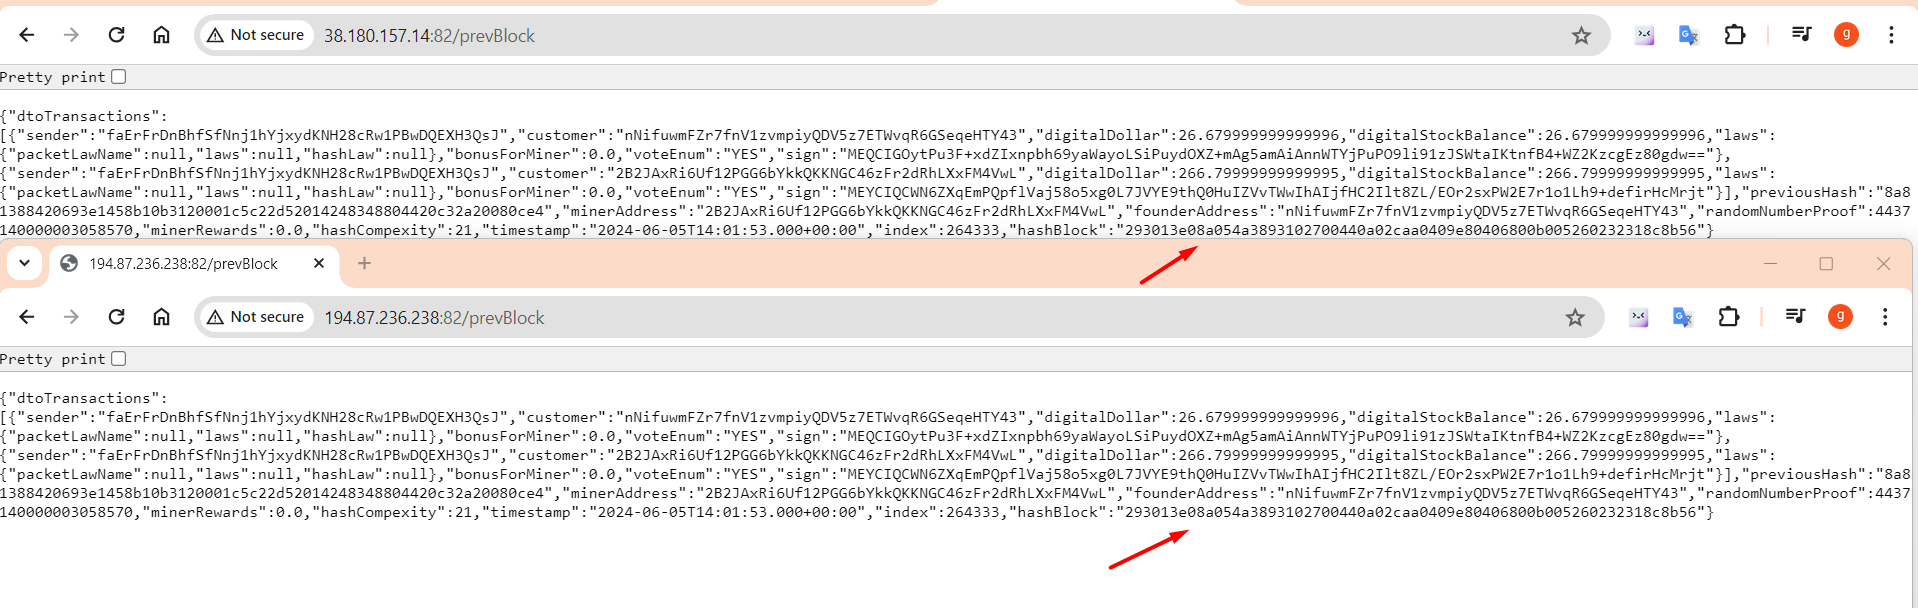 Not secure 38.180.157.14:82/prevBlock g
Pretty print
{"dtoTransactions":
[{"sender":"faErFrDnBhfSfNnj1hYjxydKNH28cRw1PBwDQEXH3QsJ","customer":"nNifuwmFZr7fnV1zvmpiyQDV5z7ETWvqR6GSeqeHTY43","digitalDollar":26.679999999999996,"digitalStockBalance":26.679999999999996,"laws":
{"packetLawName":null,"laws":null,"hashLaw":null},"bonusForMiner":0.0,"voteEnum":"YES","sign":"MEQCIGOytPu3F+xdZIxnpbh69yaWayoLSiPuydOXZ+mAg5amAiAnnWTYjPuPO9li91zJSWtaIKtnfB4+WZ2KzcgEz80gdw=="},
{"sender":"faErFrDnBhfSfNnj1hYjxydKNH28cRw1PBwDQEXH3QsJ","customer":"2B2JAxRi6Uf12PGG6bYkkQKKNGC46zFr2dRhLXxFM4VwL","digitalDollar":266.79999999999995,"digitalStockBalance":266.79999999999995,"laws":
{"packetLawName":null,"laws":null,"hashLaw":null},"bonusForMiner":0.0,"voteEnum":"YES","sign":"MEYCIQCWN6ZXqEmPQpflVaj58o5xg0L7JVYE9thQ0HuIZVvTWwIhAIjfHC2Ilt8ZL/EOr2sxPW2E7r1o1Lh9+defirHcMrjt"}],"previousHash":"8a8
81388420693e1458b10b3120001c5c22d52014248348804420c32a20080ce4","minerAddress":"2B2JAxRi6Uf12PGG6bYkkQKKNGC46zFr2dRhLXxFM4VwL","founderAddress":"nNifuwmFZr7fnV1zvmpiyQDV5z7ETWvqR6GSeqeHTY43","randomNumberProof":4437
140000003058570,"minerRewards":0.0,"hashCompexity":21,"timestamp":"2024-06-05T14:01:53.000+00:00","index":264333,"hashBlock":"293013e08a054a3893102700440a02caa0409e80406800b005260232318c8b56"}
194.87.236.238:82/prevBlock
Not secure 194.87.236.238:82/prevBlock g
Pretty print
{"dtoTransactions":
[{"sender":"faErFrDnBhfSfNnj1hYjxydKNH28cRw1PBwDQEXH3QsJ","customer":"nNifuwmFZr7fnV1zvmpiyQDV5z7ETWvqR6GSeqeHTY43","digitalDollar":26.679999999999996,"digitalStockBalance":26.679999999999996,"laws":
{"packetLawName":null,"laws":null,"hashLaw":null},"bonusForMiner":0.0,"voteEnum":"YES","sign":"MEQCIGOytPu3F+xdZIxnpbh69yaWayoLSiPuydOXZ+mAg5amAiAnnWTYjPuPO9li91zJSWtaIKtnfB4+WZ2KzcgEz80gdw=="},
{"sender":"faErFrDnBhfSfNnj1hYjxydKNH28cRw1PBwDQEXH3QsJ","customer":"2B2JAxRi6Uf12PGG6bYkkQKKNGC46zFr2dRhLXxFM4VwL","digitalDollar":266.79999999999995,"digitalStockBalance":266.79999999999995,"laws":
{"packetLawName":null,"laws":null,"hashLaw":null},"bonusForMiner":0.0,"voteEnum":"YES","sign":"MEYCIQCWN6ZXqEmPQpflVaj58o5xg0L7JVYE9thQ0HuIZVvTWwIhAIjfHC2Ilt8ZL/EOr2sxPW2E7r1o1Lh9+defirHcMrjt"}],"previousHash":"8a8
81388420693e1458b10b3120001c5c22d52014248348804420c32a20080ce4","minerAddress":"2B2JAxRi6Uf12PGG6bYkkQKKNGC46zFr2dRhLXxFM4VwL","founderAddress":"nNifuwmFZr7fnV1zvmpiyQDV5z7ETWvqR6GSeqeHTY43","randomNumberProof":4437
140000003058570,"minerRewards":0.0,"hashCompexity":21,"timestamp":"2024-06-05T14:01:53.000+00:00","index":264333,"hashBlock":"293013e08a054a3893102700440a02caa0409e80406800b005260232318c8b56"}